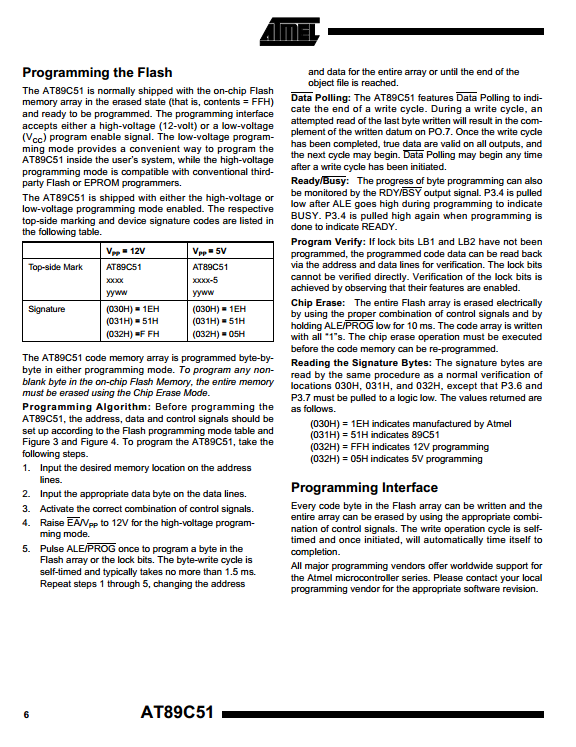 ATMEL
Programming the Flash
The AT89C51 is normally shipped with the on-chip Flash
memory array in the erased state (that is, contents = FFH)
and ready to be programmed. The programming interface
accepts either a high-voltage (12-volt) or a low-voltage
(VCC) program enable signal. The low-voltage program-
ming mode provides a convenient way to program the
AT89C51 inside the user's system, while the high-voltage
programming mode is compatible with conventional third-
party Flash or EPROM programmers.
The AT89C51 is shipped with either the high-voltage or
low-voltage programming mode enabled. The respective
top-side marking and device signature codes are listed in
the following table.
VPP = 12V VPP = 5V
Top-side Mark AT89C51 AT89C51
xxxx xxxx-5
yyww yyww
Signature (030H) = 1EH (030H) = 1EH
(031H) = 51H (031H) = 51H
(032H) =F FH (032H) = 05H
The AT89C51 code memory array is programmed byte-by-
byte in either programming mode. To program any non-
blank byte in the on-chip Flash Memory, the entire memory
must be erased using the Chip Erase Mode.
Programming Algorithm: Before programming the
AT89C51, the address, data and control signals should be
set up according to the Flash programming mode table and
Figure 3 and Figure 4. To program the AT89C51, take the
following steps.
1. Input the desired memory location on the address
lines.
2. Input the appropriate data byte on the data lines.
3. Activate the correct combination of control signals.
4. Raise EA/VPP to 12V for the high-voltage program-
ming mode.
5. Pulse ALE/PROG once to program a byte in the
Flash array or the lock bits. The byte-write cycle is
self-timed and typically takes no more than 1.5 ms.
Repeat steps 1 through 5, changing the address
and data for the entire array or until the end of the
object file is reached.
Data Polling: The AT89C51 features Data Polling to indi-
cate the end of a write cycle. During a write cycle, an
attempted read of the last byte written will result in the com-
plement of the written datum on PO.7. Once the write cycle
has been completed, true data are valid on all outputs, and
the next cycle may begin. Data Polling may begin any time
after a write cycle has been initiated.
Ready/Busy: The progress of byte programming can also
be monitored by the RDY/BSY output signal. P3.4 is pulled
low after ALE goes high during programming to indicate
BUSY. P3.4 is pulled high again when programming is
done to indicate READY.
Program Verify: If lock bits LB1 and LB2 have not been
programmed, the programmed code data can be read back
via the address and data lines for verification. The lock bits
cannot be verified directly. Verification of the lock bits is
achieved by observing that their features are enabled.
Chip Erase: The entire Flash array is erased electrically
by using the proper combination of control signals and by
holding ALE/PROG low for 10 ms. The code array is written
with all "1"s. The chip erase operation must be executed
before the code memory can be re-programmed.
Reading the Signature Bytes: The signature bytes are
read by the same procedure as a normal verification of
locations 030H, 031H, and 032H, except that P3.6 and
P3.7 must be pulled to a logic low. The values returned are
as follows.
(030H) = 1EH indicates manufactured by Atmel
(031H) = 51H indicates 89C51
(032H) = FFH indicates 12V programming
(032H) = 05H indicates 5V programming
Programming Interface
Every code byte in the Flash array can be written and the
entire array can be erased by using the appropriate combi-
nation of control signals. The write operation cycle is self-
timed and once initiated, will automatically time itself to
completion.
All major programming vendors offer worldwide support for
the Atmel microcontroller series. Please contact your local
programming vendor for the appropriate software revision.
6 AT89C51